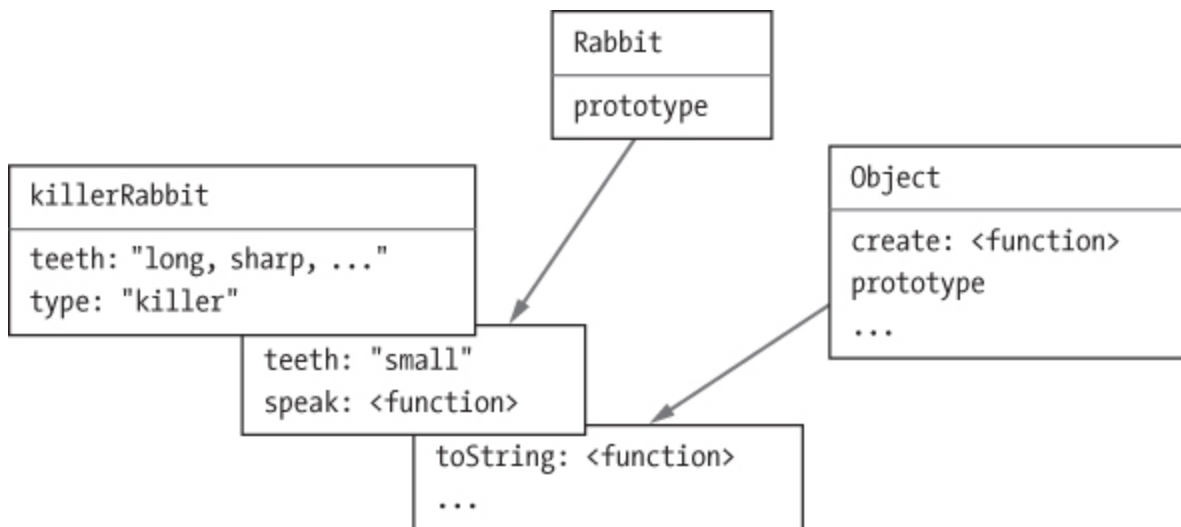 Rabbit
prototype
killerRabbit
teeth: "long, sharp, ..."
type: "killer"
Object
create: <function>
prototype
...
teeth: "small"
speak: <function>
toString: <function>
...